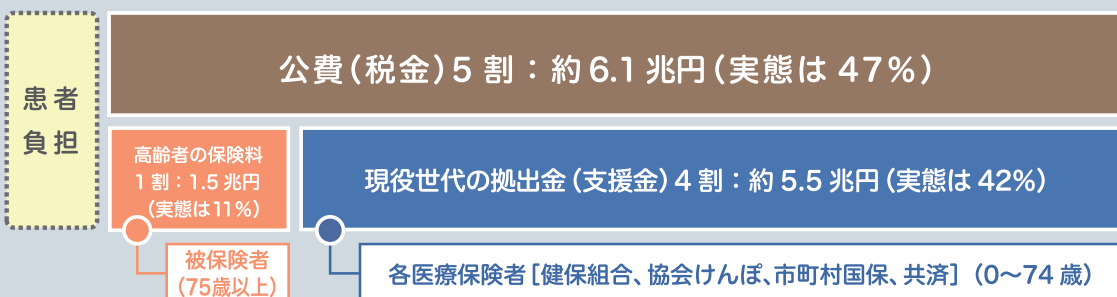 患者
負担
公費（税金）5 割：約 6.1 兆円（実態は 47％）
高齢者の保険料
1 割：1.5 兆円
（実態は11％）
現役世代の拠出金（支援金）4 割：約 5.5 兆円（実態は 42%）
被保険者
（75歳以上）
各医療保険者［健保組合、協会けんぽ、市町村国保、共済］（0〜74 歳）